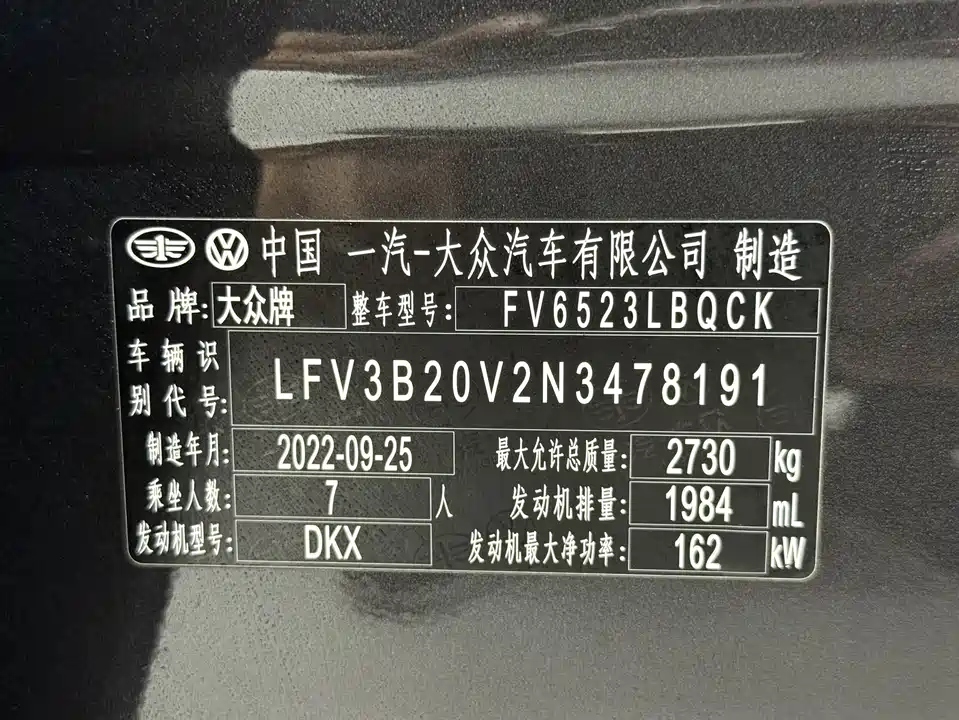 中国 一汽-大众汽车有限公司 制造
品牌: 大众牌 整车型号: FV6523LBQCK
车辆识别代号: LFV3B20V2N3478191
制造年月: 2022-09-25 最大允许总质量: 2730 kg
乘坐人数: 7 人 发动机排量: 1984 mL
发动机型号: DKX 发动机最大净功率: 162 kW